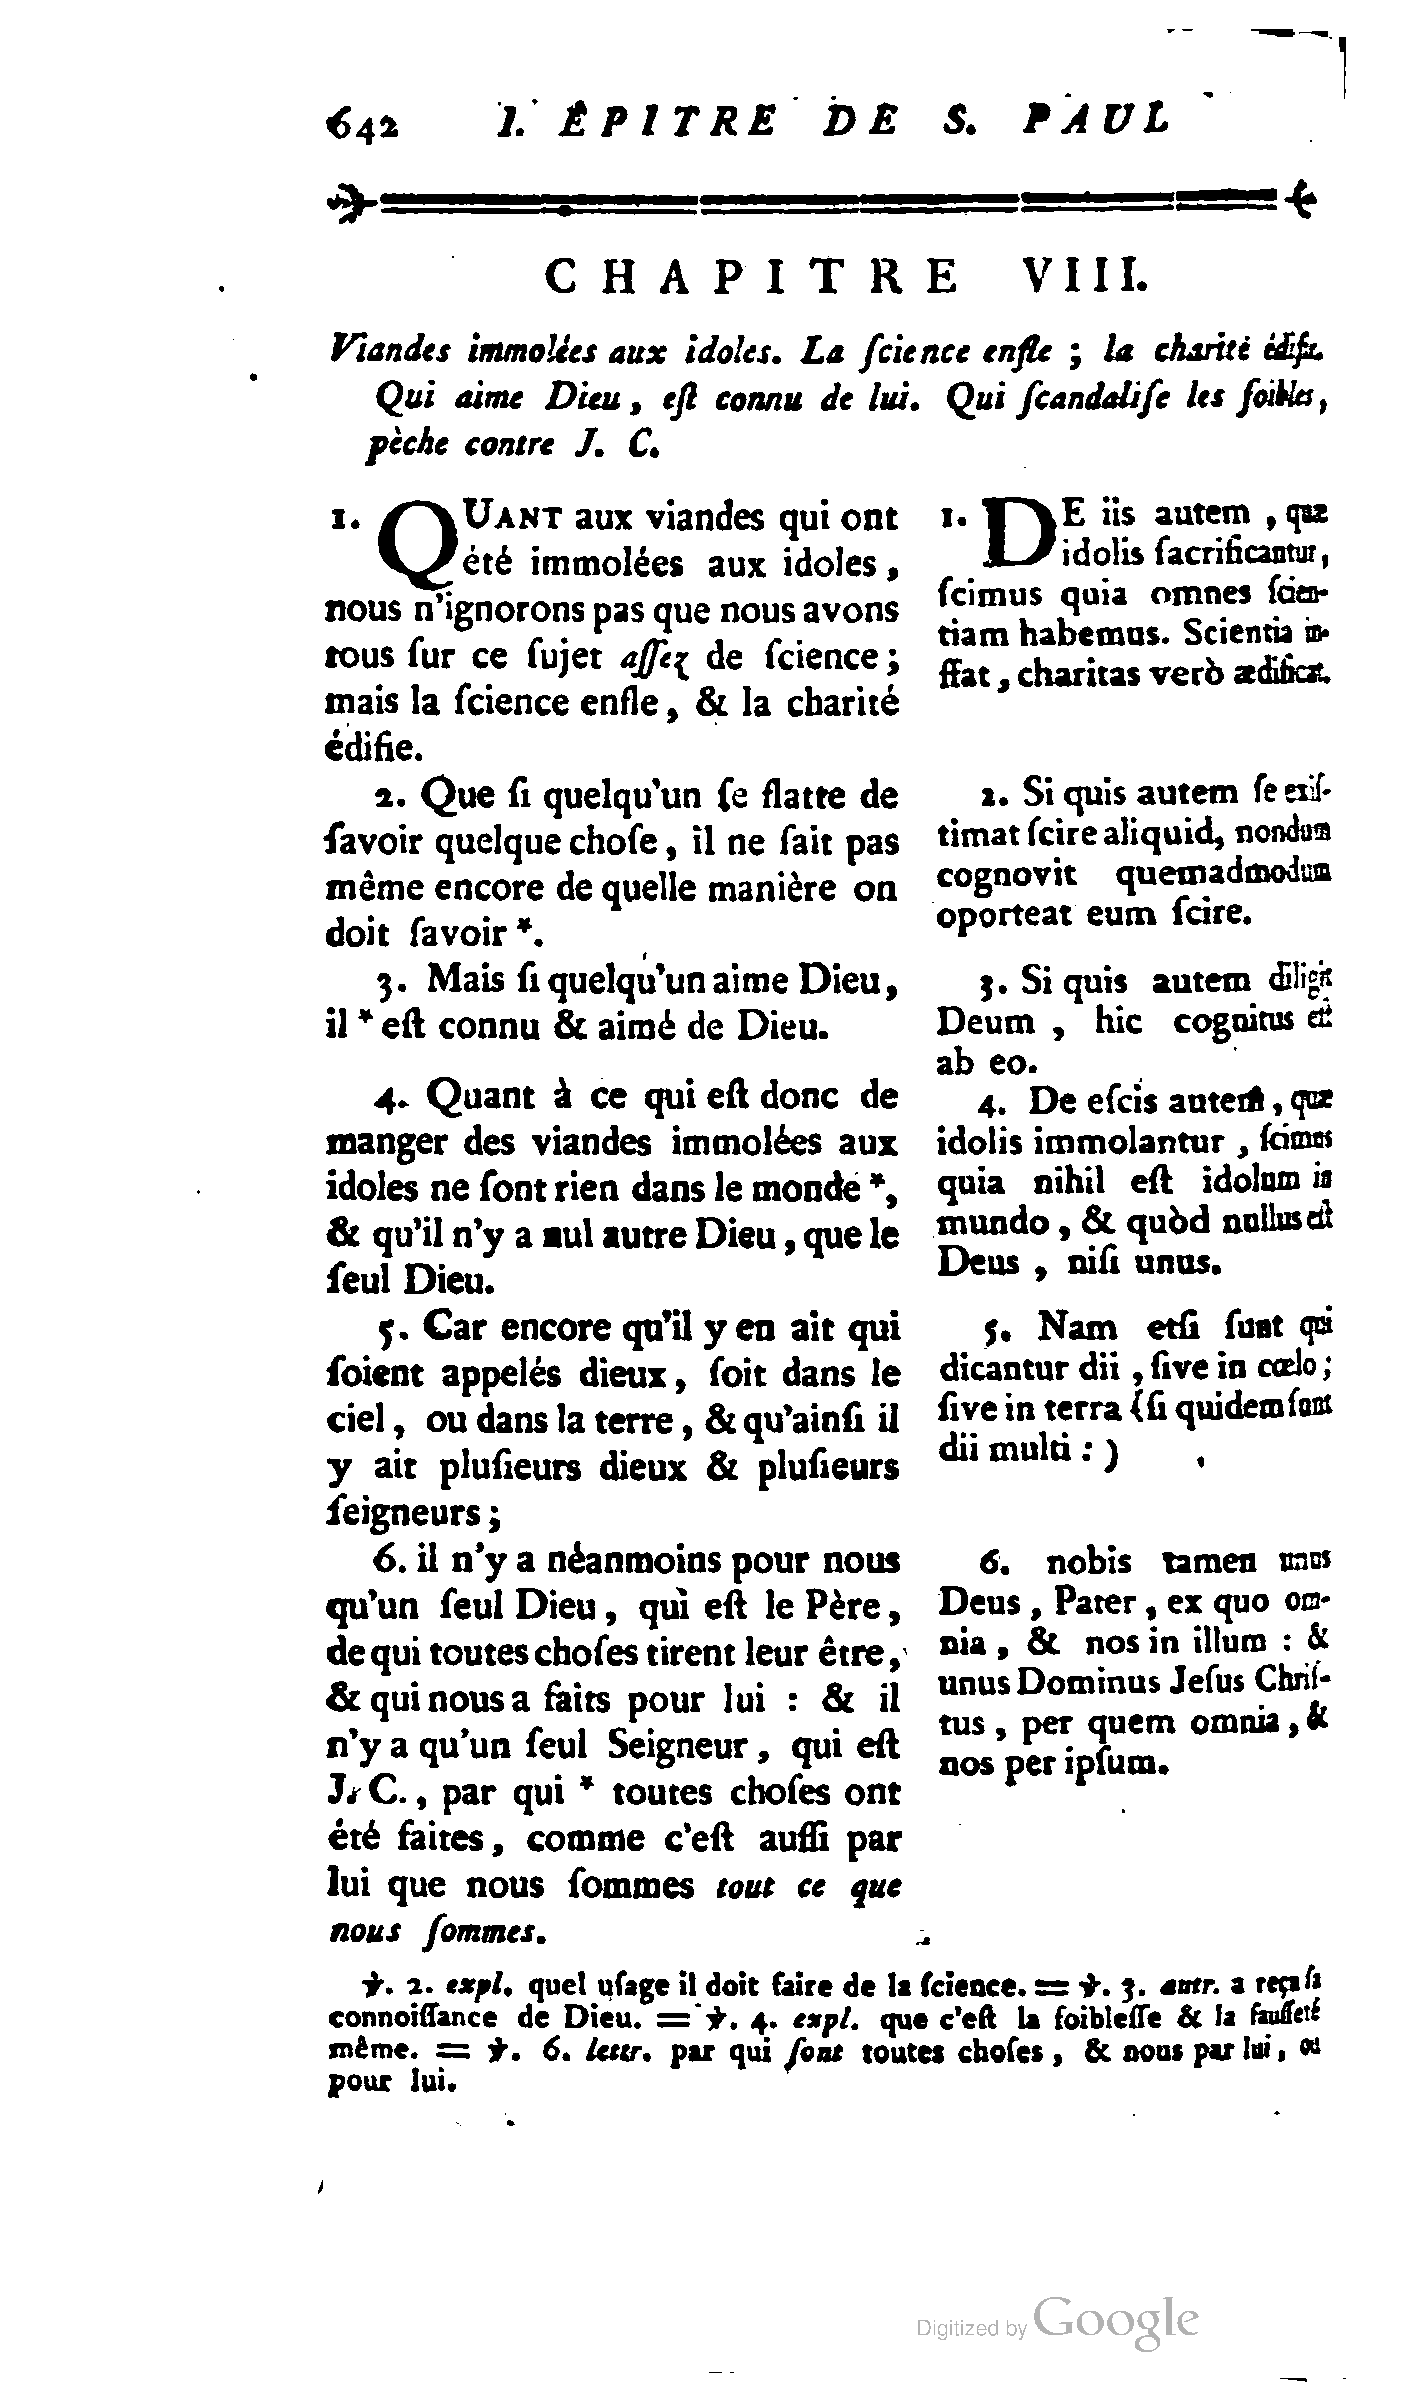 642 I. ÉPITRE DE S. PAUL
CHAPITRE VIII.
Viandes immolées aux idoles. La ſcience enfle ; la charité édifie.
Qui aime Dieu, eſt connu de lui. Qui ſcandaliſe les foibles,
pèche contre J. C.
1. QUANT aux viandes qui ont
été immolées aux idoles,
nous n'ignorons pas que nous avons
tous ſur ce ſujet aſſez de ſcience ;
mais la ſcience enfle, & la charité
édifie.
2. Que ſi quelqu'un ſe flatte de
ſavoir quelque choſe, il ne ſait pas
même encore de quelle manière on
doit ſavoir *.
3. Mais ſi quelqu'un aime Dieu,
il * eſt connu & aimé de Dieu.
4. Quant à ce qui eſt donc de
manger des viandes immolées aux
idoles ne ſont rien dans le monde *,
& qu'il n'y a nul autre Dieu, que le
ſeul Dieu.
5. Car encore qu'il y en ait qui
ſoient appelés dieux, ſoit dans le
ciel, ou dans la terre, & qu'ainſi il
y ait pluſieurs dieux & pluſieurs
ſeigneurs ;
6. il n'y a néanmoins pour nous
qu'un ſeul Dieu, qui eſt le Père,
de qui toutes choſes tirent leur être,
& qui nous a faits pour lui : & il
n'y a qu'un ſeul Seigneur, qui eſt
J. C., par qui * toutes choſes ont
été faites, comme c'eſt auſſi par
lui que nous ſommes tout ce que
nous ſommes.
1. DE iis autem, quæ
idolis ſacrificantur,
ſcimus quia omnes ſcien-
tiam habemus. Scientia in-
flat, charitas verò ædificat.
2. Si quis autem ſe exiſ-
timat ſcire aliquid, nondum
cognovit quemadmodum
oporteat eum ſcire.
3. Si quis autem diligit
Deum, hic cognitus eſt
ab eo.
4. De eſcis autem, quæ
idolis immolantur, ſcimus
quia nihil eſt idolum in
mundo, & quòd nullus eſt
Deus, niſi unus.
5. Nam etſi ſunt qui
dicantur dii, ſive in cœlo ;
ſive in terra (ſi quidem ſunt
dii multi : )
6. nobis tamen unus
Deus, Pater, ex quo om-
nia, & nos in illum : &
unus Dominus Jeſus Chriſ-
tus, per quem omnia, &
nos per ipſum.
℣. 2. expl. quel uſage il doit faire de la ſcience. = ℣. 3. autr. a reçu ſa
connoiſſance de Dieu. = ℣. 4. expl. que c'eſt la foibleſſe & la fauſſeté
même. = ℣. 6. lettr. par qui ſont toutes choſes, & nous par lui, ou
pour lui.
Digitized by Google